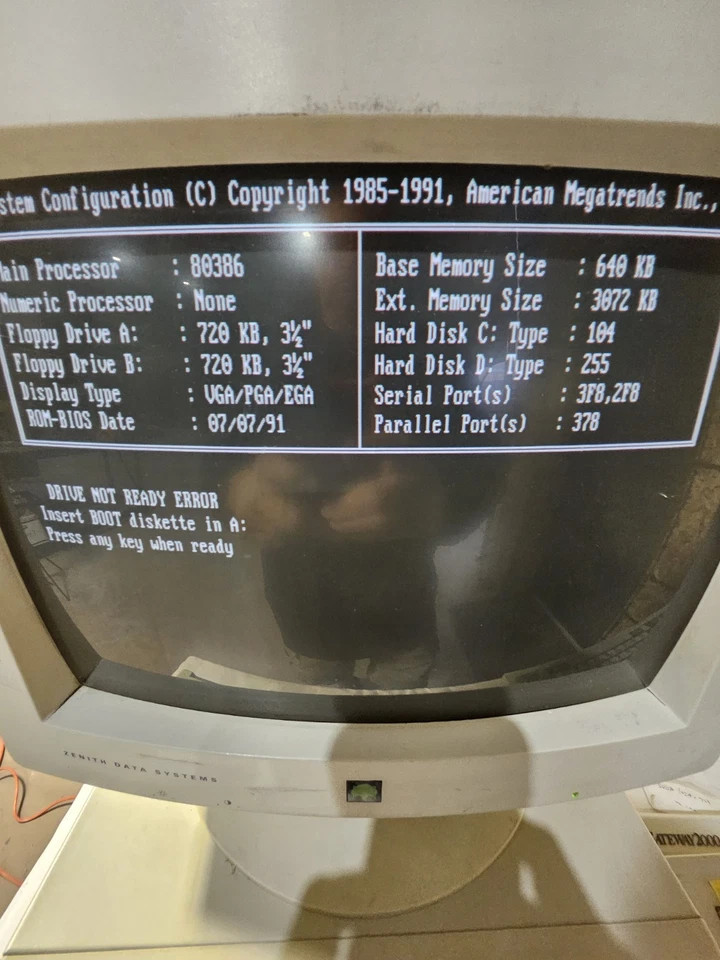 stem Configuration (C) Copyright 1985-1991, American Megatrends Inc.,
Main Processor : 80386
Numeric Processor : None
Floppy Drive A: : 720 KB, 3½"
Floppy Drive B: : 720 KB, 3½"
Display Type : VGA/PGA/EGA
ROM-BIOS Date : 07/07/91
Base Memory Size : 640 KB
Ext. Memory Size : 3072 KB
Hard Disk C: Type : 104
Hard Disk D: Type : 255
Serial Port(s) : 3F8,2F8
Parallel Port(s) : 378
DRIVE NOT READY ERROR
Insert BOOT diskette in A:
Press any key when ready
ZENITH DATA SYSTEMS
GATEWAY2000